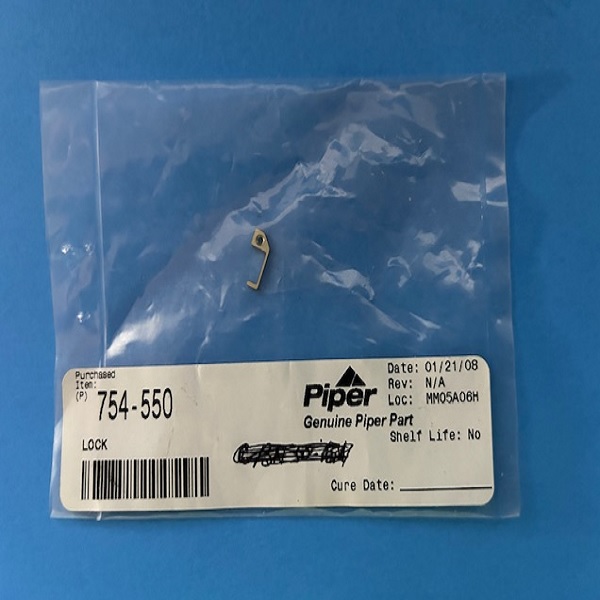 Purchased
Item:
(P) 754-550
LOCK
Piper
Genuine Piper Part
Date: 01/21/08
Rev: N/A
Loc: MM05A06H
Shelf Life: No
Cure Date: